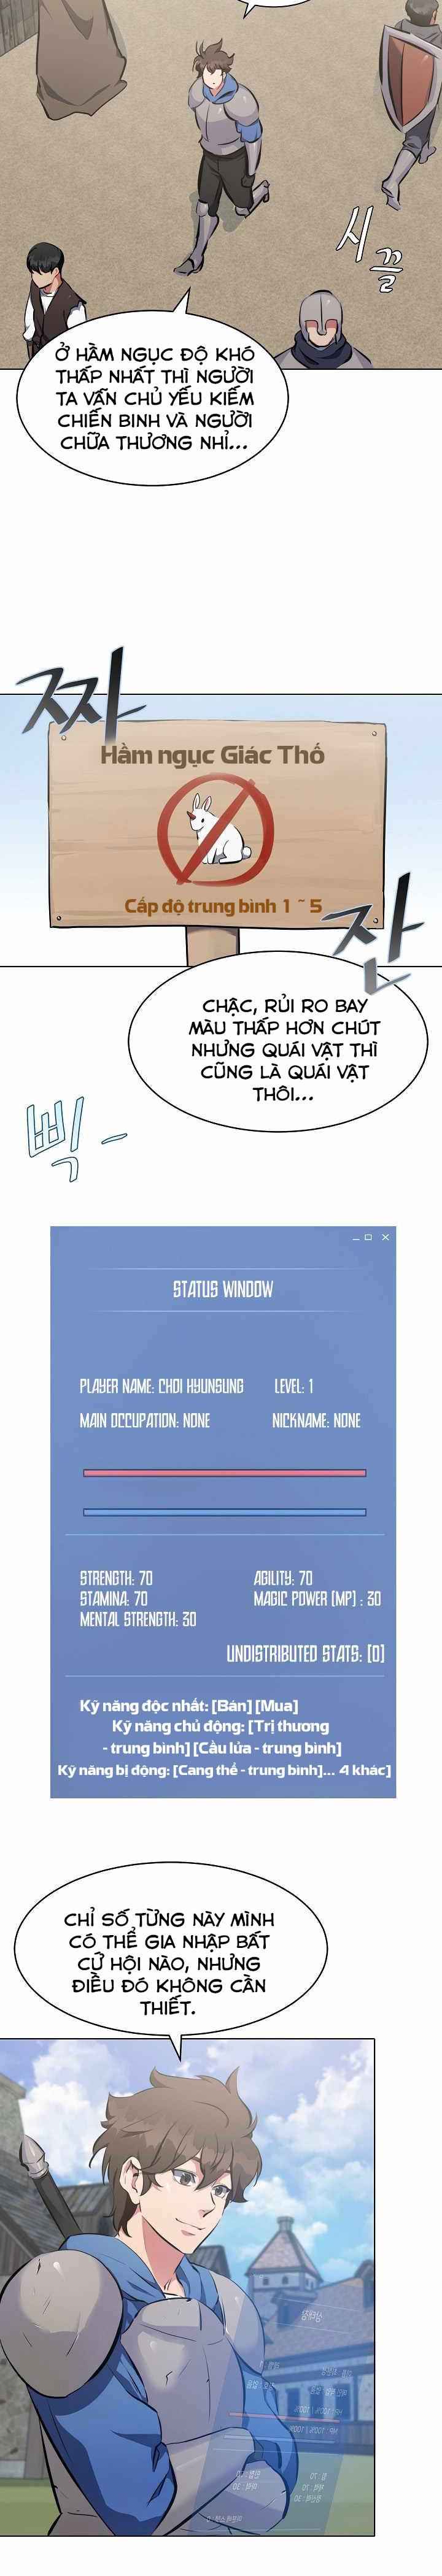 시끌
Ở HẦM NGỤC ĐỘ KHÓ
THẤP NHẤT THÌ NGƯỜI
TA VẪN CHỦ YẾU KIẾM
CHIẾN BINH VÀ NGƯỜI
CHỮA THƯƠNG NHỈ...
짜
Hầm ngục Giác Thố
Cấp độ trung bình 1 ~ 5
잔
CHẬC, RỦI RO BAY
MÀU THẤP HƠN CHÚT
NHƯNG QUÁI VẬT THÌ
CŨNG LÀ QUÁI VẬT
THÔI...
삑-
STATUS WINDOW
PLAYER NAME: CHOI HYUNSUNG LEVEL: 1
MAIN OCCUPATION: NONE NICKNAME: NONE
STRENGTH: 70 AGILITY: 70
STAMINA: 70 MAGIC POWER (MP) : 30
MENTAL STRENGTH: 30
UNDISTRIBUTED STATS: [0]
Kỹ năng độc nhất: [Bán] [Mua]
Kỹ năng chủ động: [Trị thương
- trung bình] [Cầu lửa - trung bình]
Kỹ năng bị động: [Cang thể - trung bình]... 4 khác]
CHỈ SỐ TỪNG NÀY MÌNH
CÓ THỂ GIA NHẬP BẤT
CỨ HỘI NÀO, NHƯNG
ĐIỀU ĐÓ KHÔNG CẦN
THIẾT.